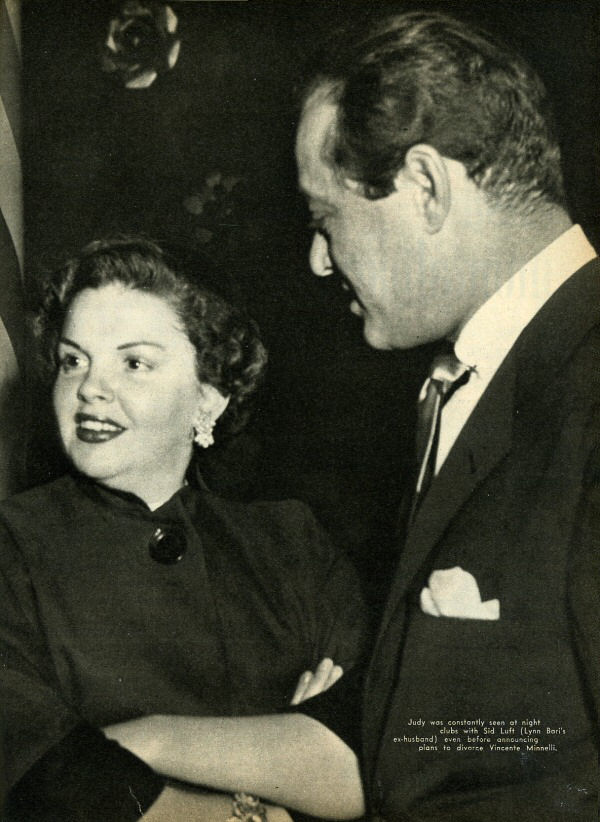 Judy was constantly seen at night
clubs with Sid Luft (Lynn Bari's
ex-husband) even before announcing
plans to divorce Vincente Minnelli.